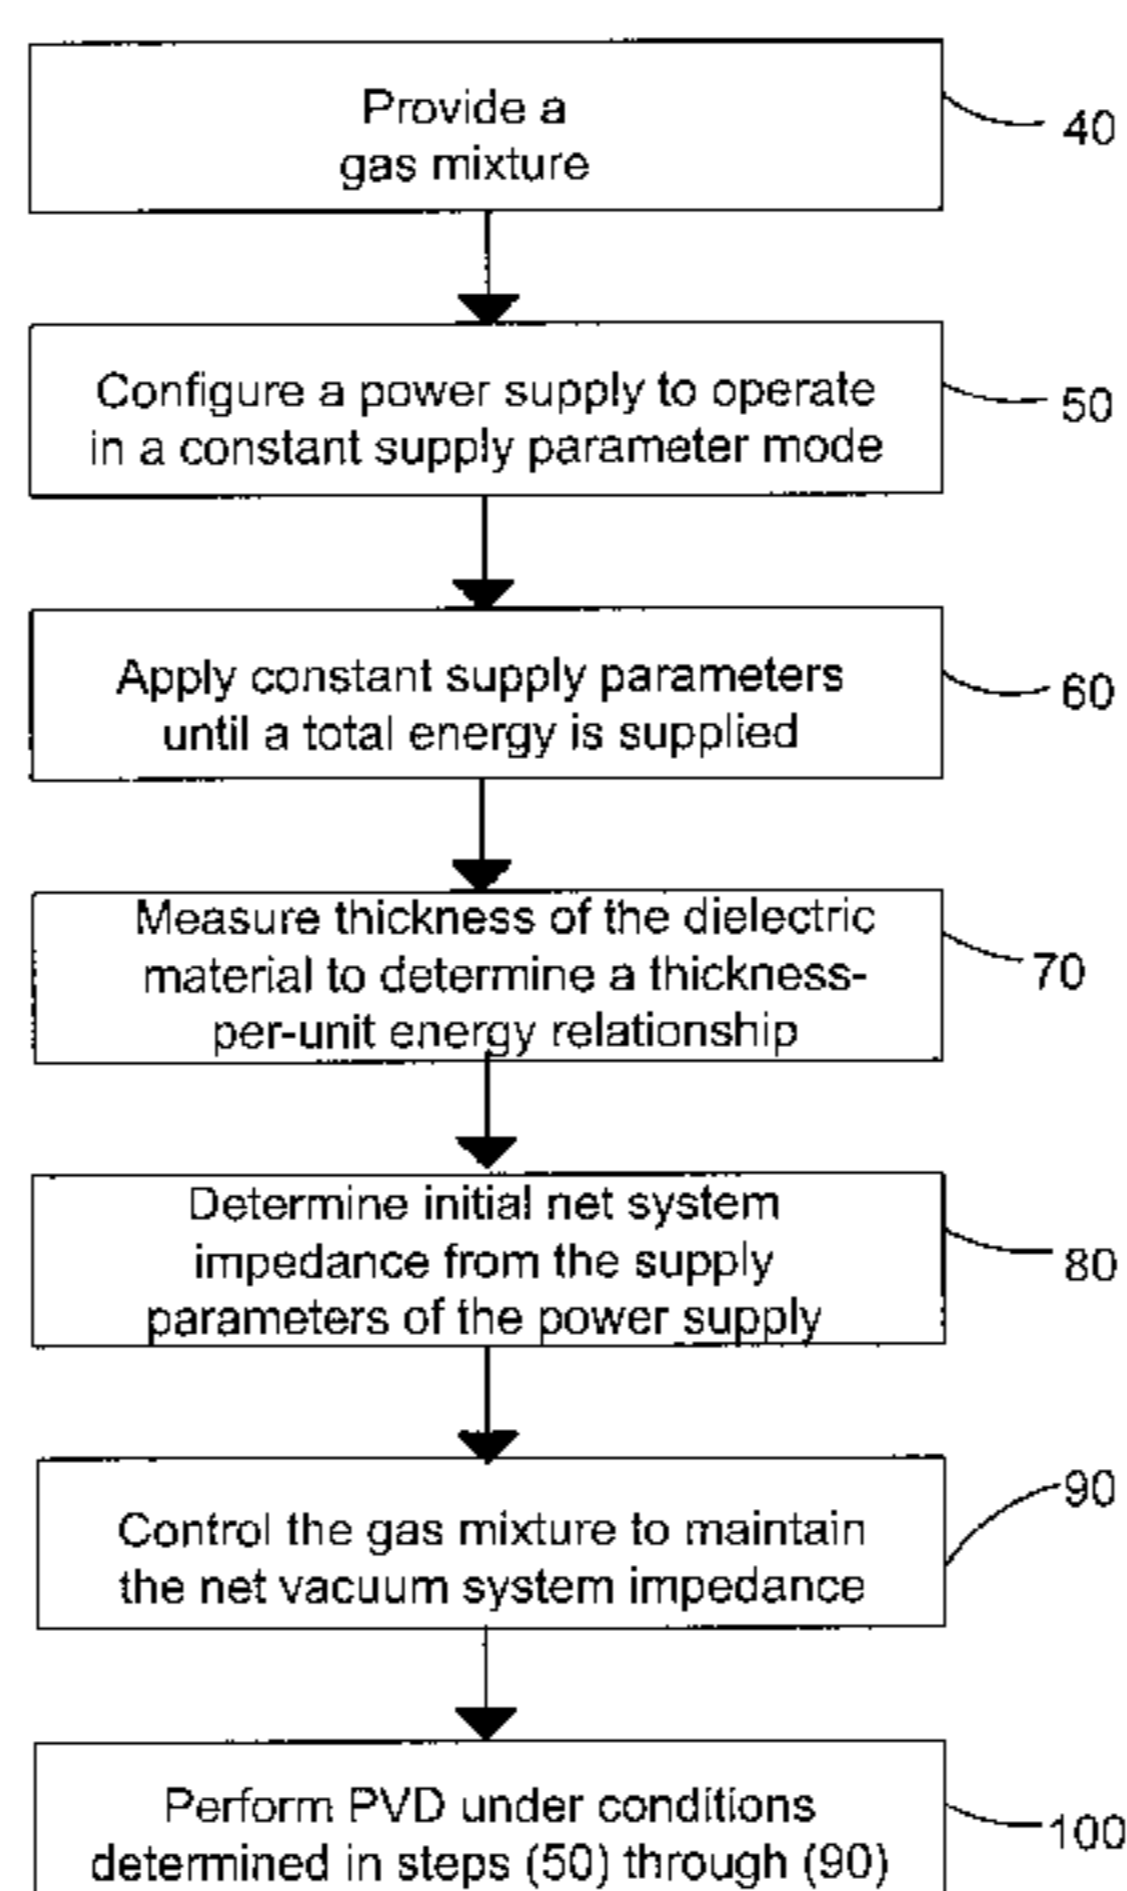 Provide a
gas mixture
40
Configure a power supply to operate
in a constant supply parameter mode
50
Apply constant supply parameters
until a total energy is supplied
60
Measure thickness of the dielectric
material to determine a thickness-
per-unit energy relationship
70
Determine initial net system
impedance from the supply
parameters of the power supply
80
Control the gas mixture to maintain
the net vacuum system impedance
90
Perform PVD under conditions
determined in steps (50) through (90)
100